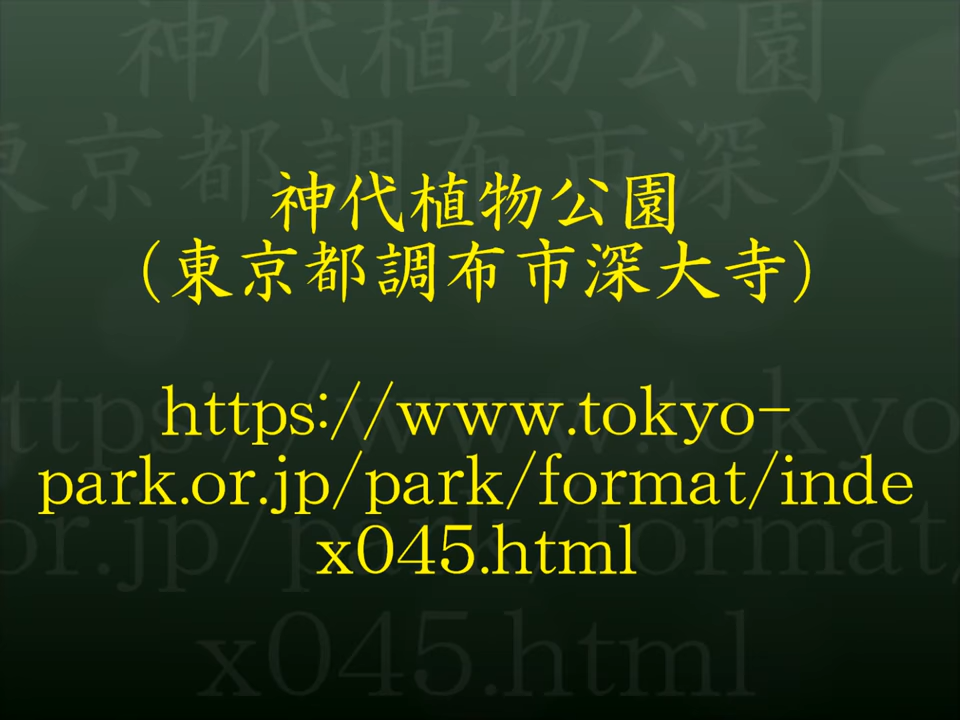 神代植物公園
（東京都調布市深大寺）
https://www.tokyo-
park.or.jp/park/format/inde
x045.html